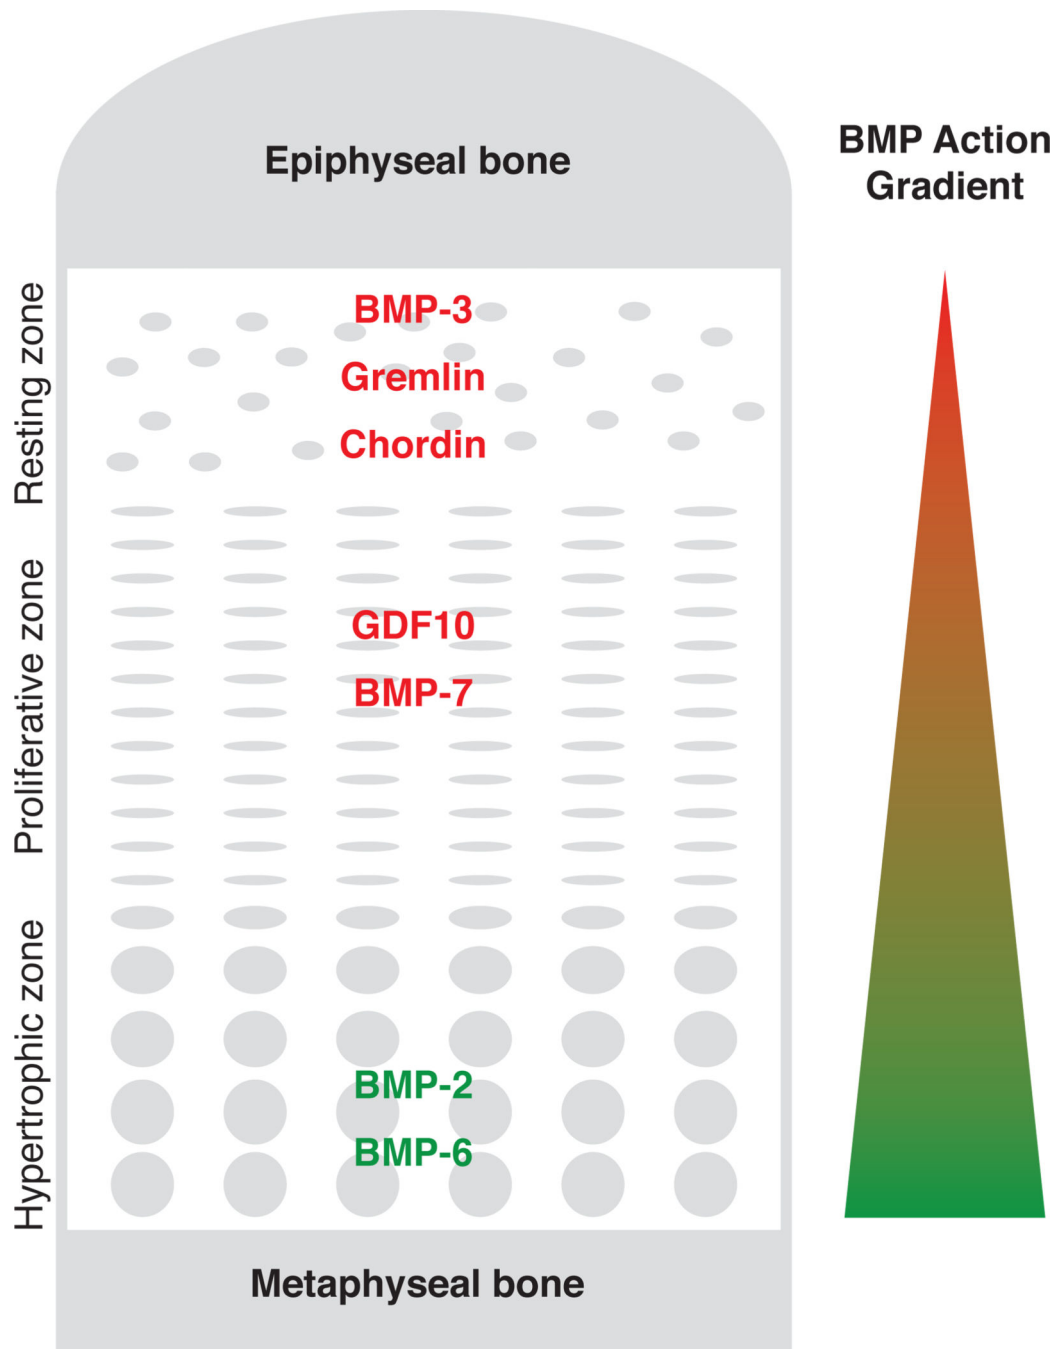 Epiphyseal bone
BMP Action
Gradient
Resting zone
BMP-3
Gremlin
Chordin
Proliferative zone
GDF10
BMP-7
Hypertrophic zone
BMP-2
BMP-6
Metaphyseal bone